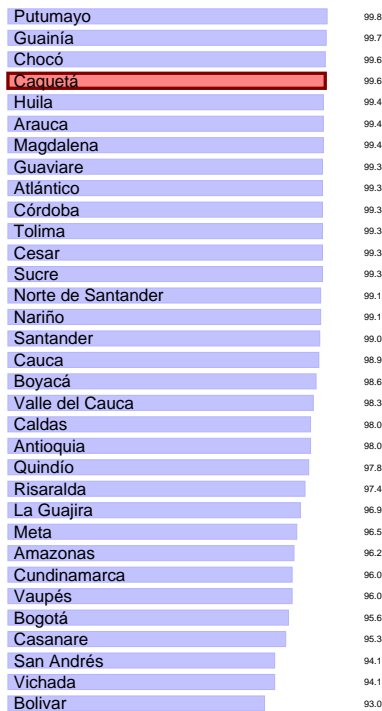 Putumayo 99.8
Guainía 99.7
Chocó 99.6
Caquetá 99.6
Huila 99.4
Arauca 99.4
Magdalena 99.4
Guaviare 99.3
Atlántico 99.3
Córdoba 99.3
Tolima 99.3
Cesar 99.3
Sucre 99.3
Norte de Santander 99.1
Nariño 99.1
Santander 99.0
Cauca 98.9
Boyacá 98.6
Valle del Cauca 98.3
Caldas 98.0
Antioquia 98.0
Quindío 97.8
Risaralda 97.4
La Guajira 96.9
Meta 96.5
Amazonas 96.2
Cundinamarca 96.0
Vaupés 96.0
Bogotá 95.6
Casanare 95.3
San Andrés 94.1
Vichada 94.1
Bolivar 93.0